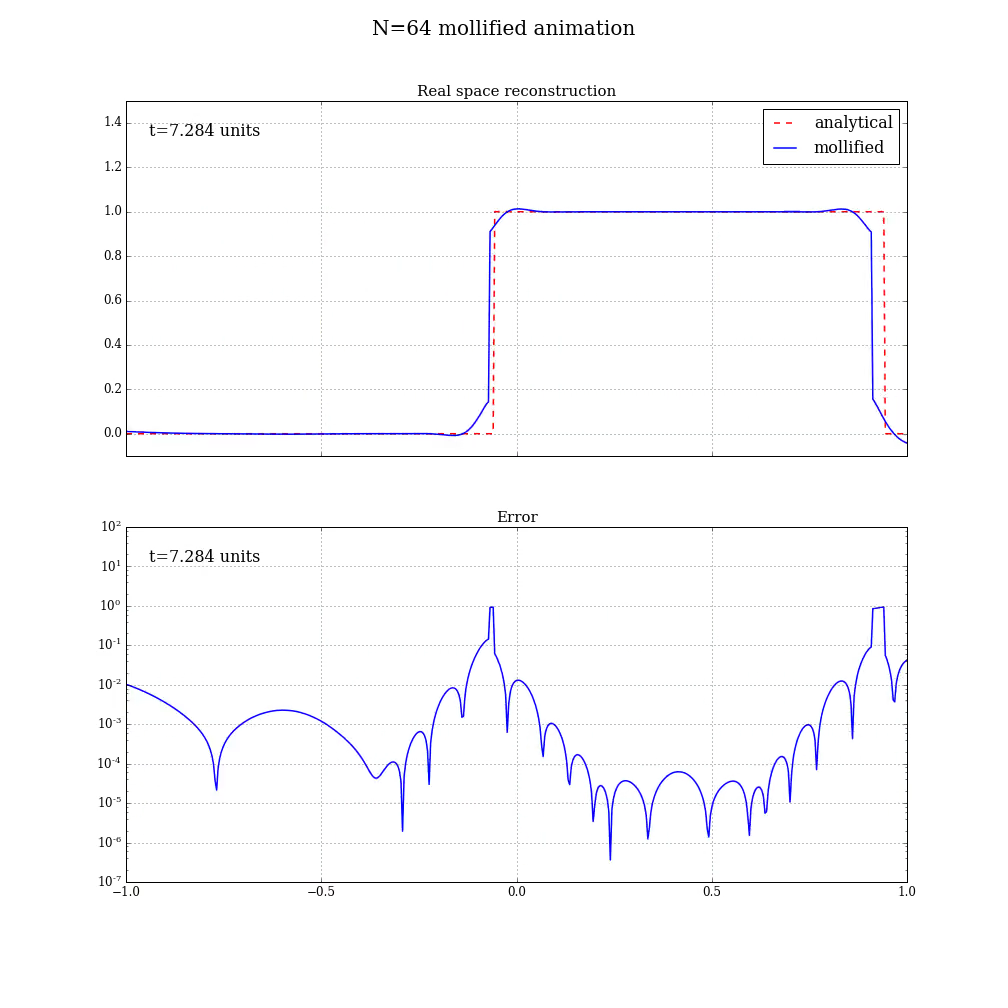 N=64 mollified animation
Real space reconstruction
t=7.284 units
analytical
mollified
1.4
1.2
1.0
0.8
0.6
0.4
0.2
0.0
Error
t=7.284 units
10²
10¹
10⁰
10⁻¹
10⁻²
10⁻³
10⁻⁴
10⁻⁵
10⁻⁶
10⁻⁷
−1.0 −0.5 0.0 0.5 1.0